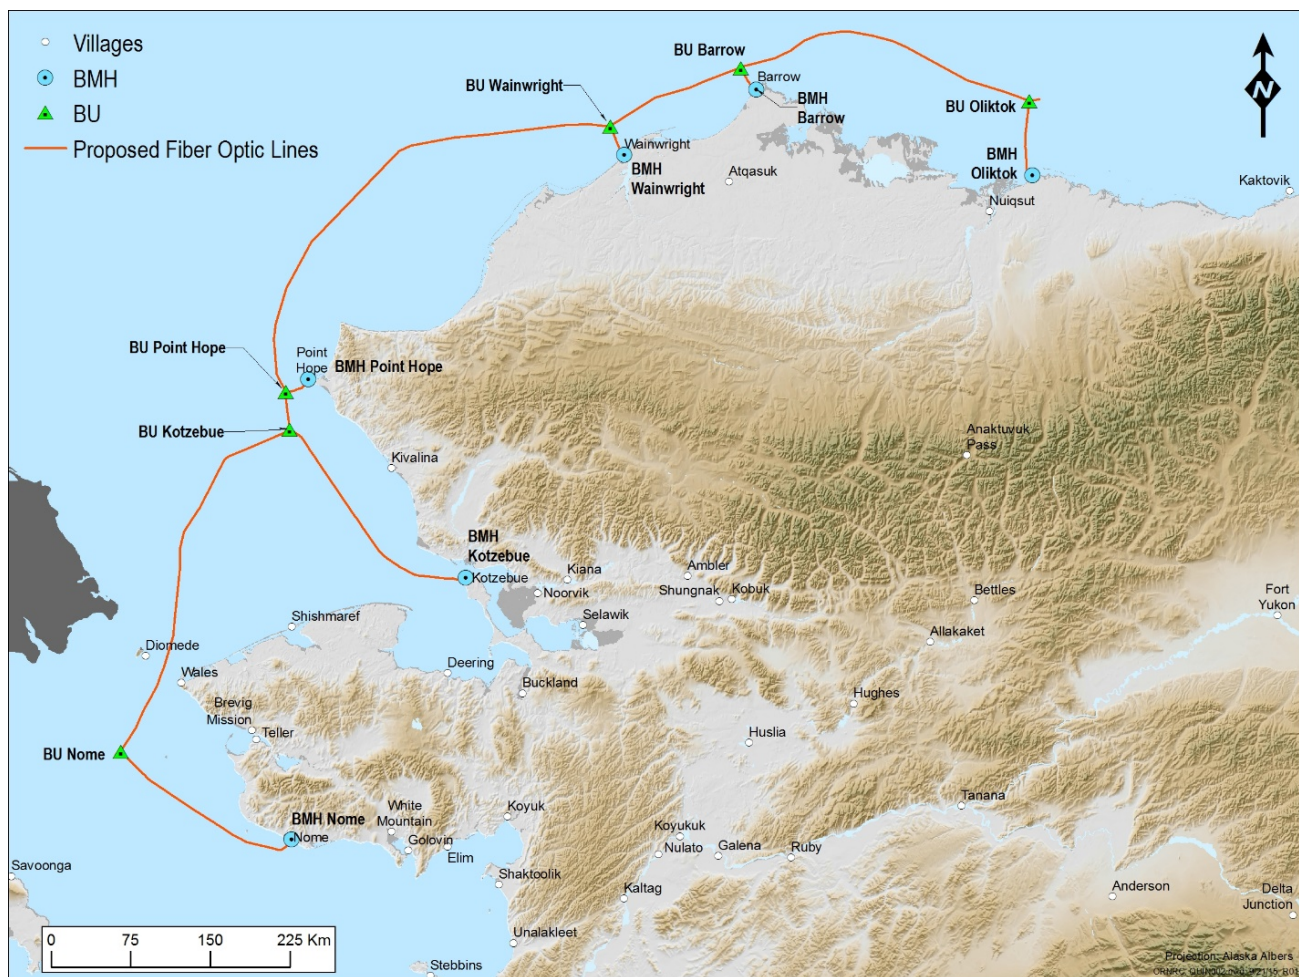 Villages
BMH
BU
Proposed Fiber Optic Lines
BU Barrow
Barrow
BMH
Barrow
BU Wainwright
Wainwright
BMH
Wainwright
Atqasuk
BU Oliktok
BMH
Oliktok
Nuiqsut
Kaktovik
N
BU Point Hope
Point
Hope
BMH Point Hope
BU Kotzebue
Kivalina
Anaktuvuk
Pass
BMH
Kotzebue
Kotzebue
Kiana
Noorvik
Selawik
Ambler
Shungnak
Kobuk
Bettles
Allakaket
Fort
Yukon
Shishmaref
Diomede
Wales
Deering
Buckland
Brevig
Mission
Teller
Hughes
Huslia
BU Nome
BMH Nome
Nome
White
Mountain
Golovin
Elim
Koyuk
Koyukuk
Nulato
Galena
Ruby
Tanana
Savoonga
Shaktoolik
Kaltag
Anderson
Delta
Junction
Unalakleet
Stebbins
0 75 150 225 Km
Projection: Alaska Albers